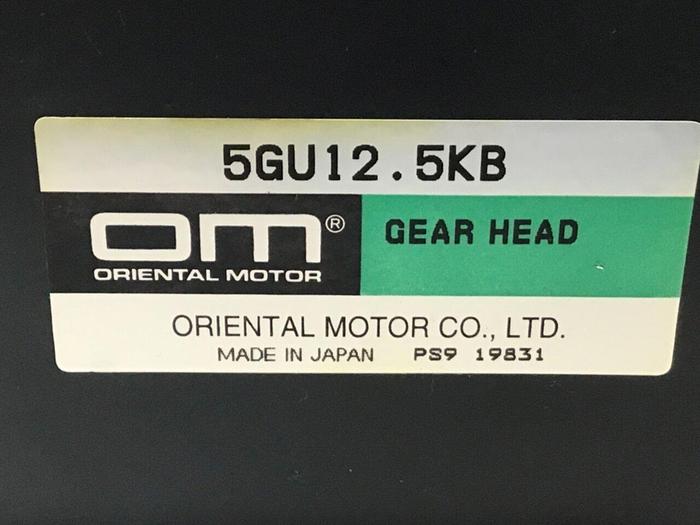 5GU12.5KB
om®
ORIENTAL MOTOR
GEAR HEAD
ORIENTAL MOTOR CO., LTD.
MADE IN JAPAN PS9 19831